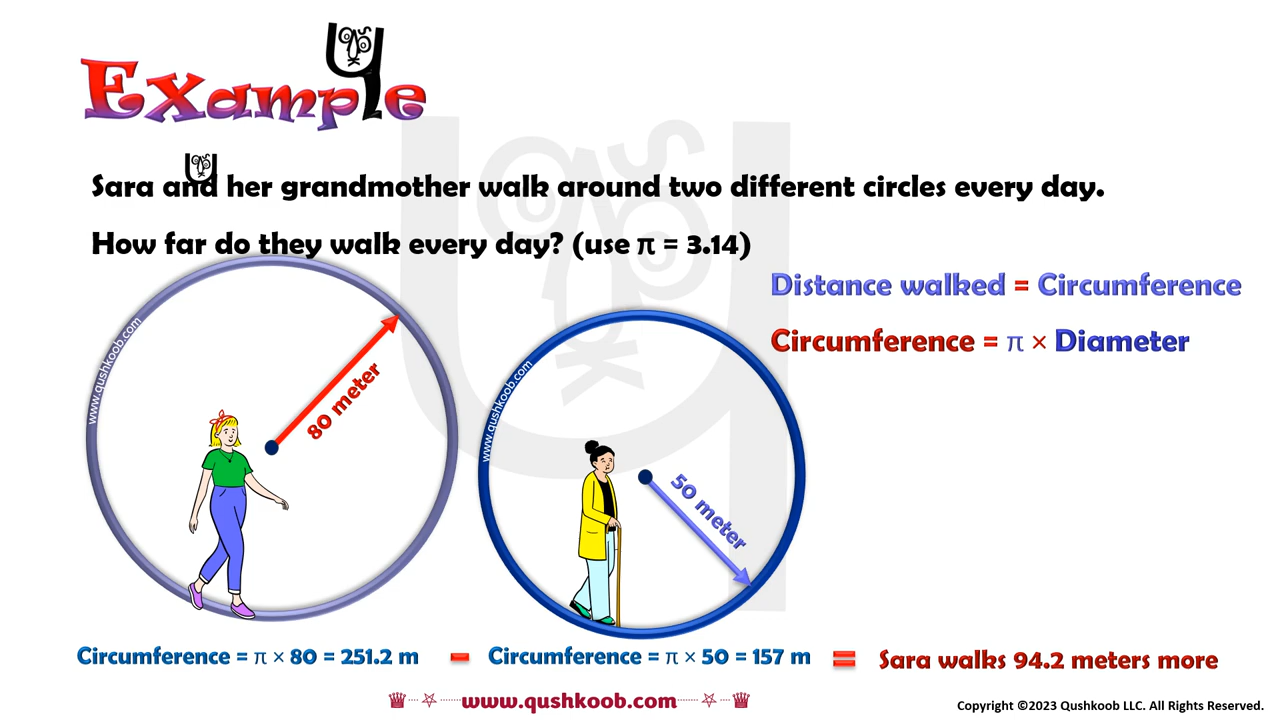 Example
Sara and her grandmother walk around two different circles every day.
How far do they walk every day? (use π = 3.14)
Distance walked = Circumference
Circumference = π × Diameter
www.qushkoob.com
80 meter
www.qushkoob.com
50 meter
Circumference = π × 80 = 251.2 m - Circumference = π × 50 = 157 m = Sara walks 94.2 meters more
www.qushkoob.com
Copyright ©2023 Qushkoob LLC. All Rights Reserved.